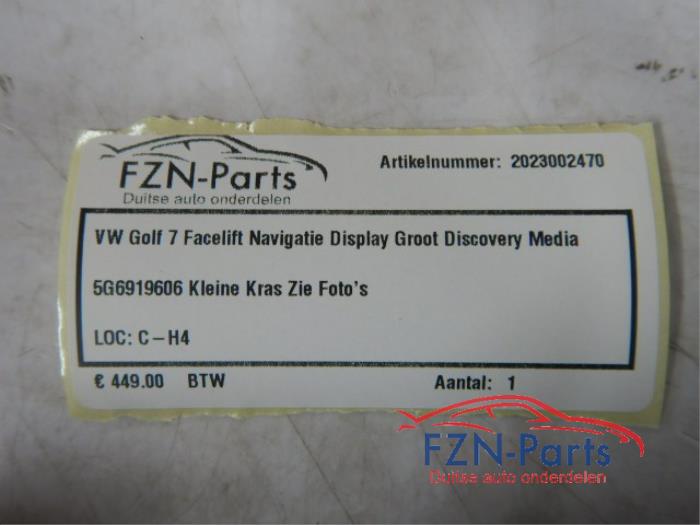 FZN-Parts
Duitse auto onderdelen
Artikelnummer: 2023002470
VW Golf 7 Facelift Navigatie Display Groot Discovery Media
5G6919606 Kleine Kras Zie Foto's
LOC: C-H4
€ 449.00 BTW
Aantal: 1
FZN-Parts
Duitse auto onderdelen